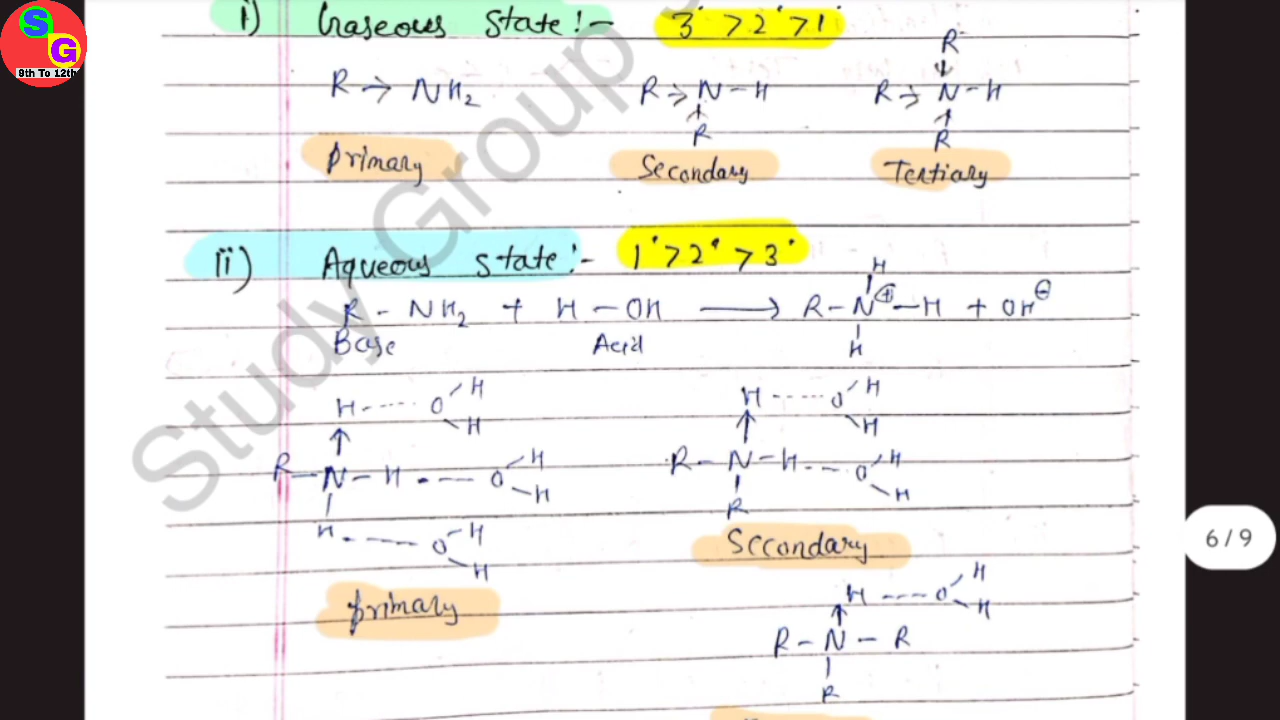 S
G
9th To 12th
i) Gaseous state :- 3° > 2° > 1°
R
R → NH2 R → N - H R → N - H
R R
Primary Secondary Tertiary
ii) Aqueous state :- 1° > 2° > 3°
H
R - NH2 + H - OH ⟶ R - N⊕ - H + OH⊖
Base Acid H
H ---- O H H ---- O H
H H
R - N - H ---- O H R - N - H --- O H
H R H
H ---- O H Secondary
H
Primary H --- O H
H
R - N - R
R
Study Group
6 / 9